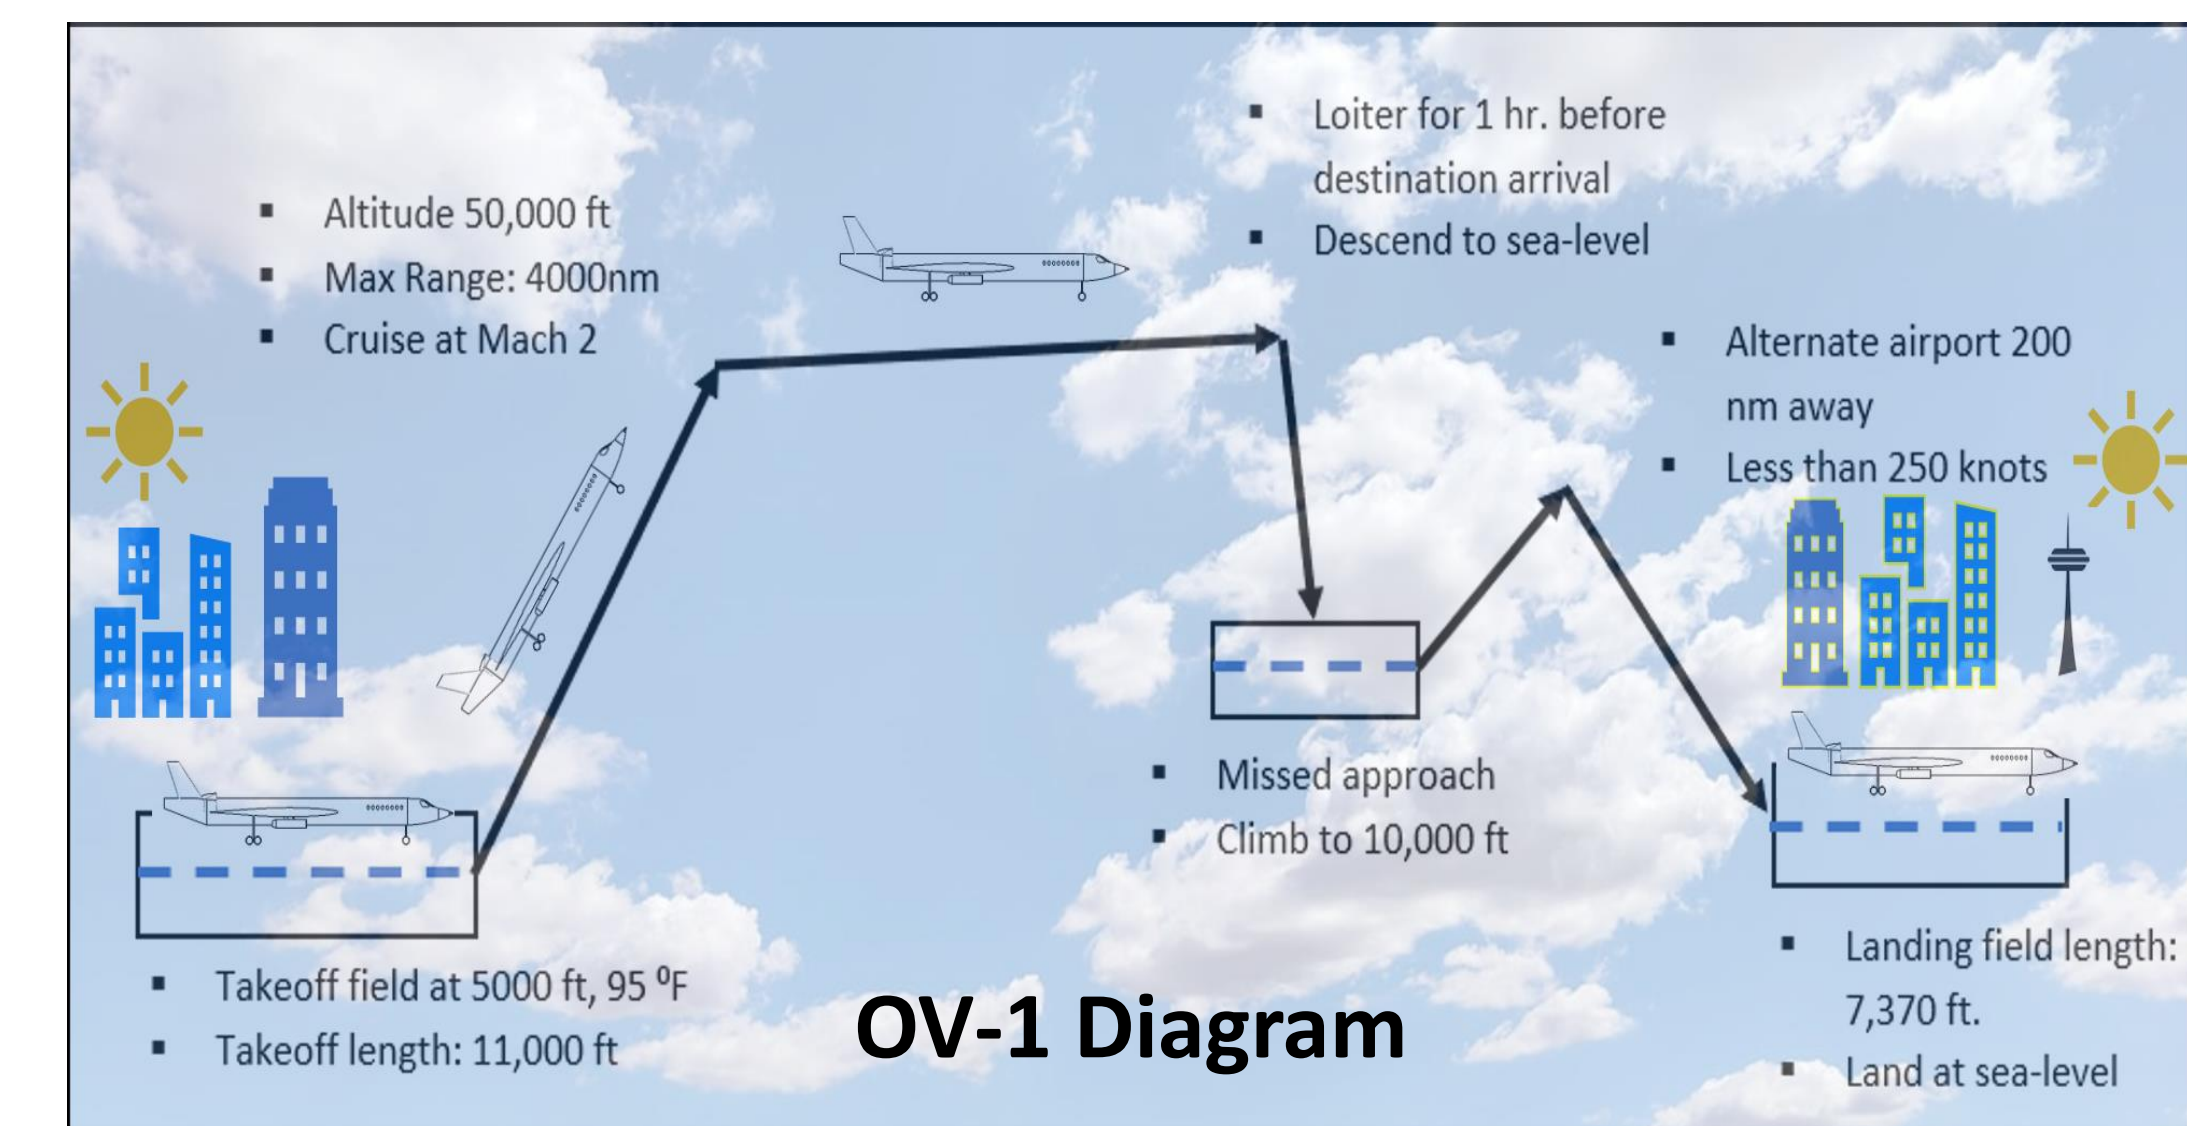 ▪ Loiter for 1 hr. before
destination arrival
▪ Descend to sea-level
▪ Altitude 50,000 ft
▪ Max Range: 4000nm
▪ Cruise at Mach 2
▪ Alternate airport 200
nm away
▪ Less than 250 knots
▪ Missed approach
▪ Climb to 10,000 ft
▪ Takeoff field at 5000 ft, 95 ⁰F
▪ Takeoff length: 11,000 ft
OV-1 Diagram
▪ Landing field length:
7,370 ft.
▪ Land at sea-level